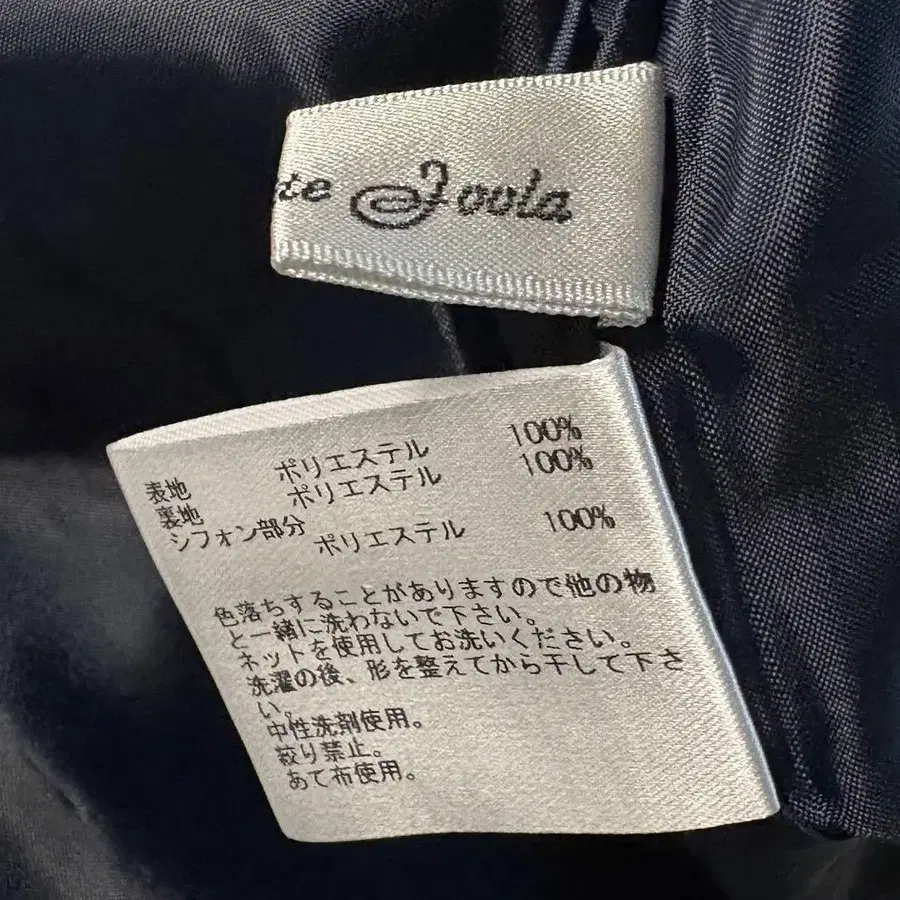 Joola
表地 ポリエステル 100%
裏地 ポリエステル 100%
シフォン部分
ポリエステル 100%
色落ちすることがありますので他の物
と一緒に洗わないで下さい。
ネットを使用してお洗いください。
洗濯の後、形を整えてから干して下さ
い。
中性洗剤使用。
絞り禁止。
あて布使用。